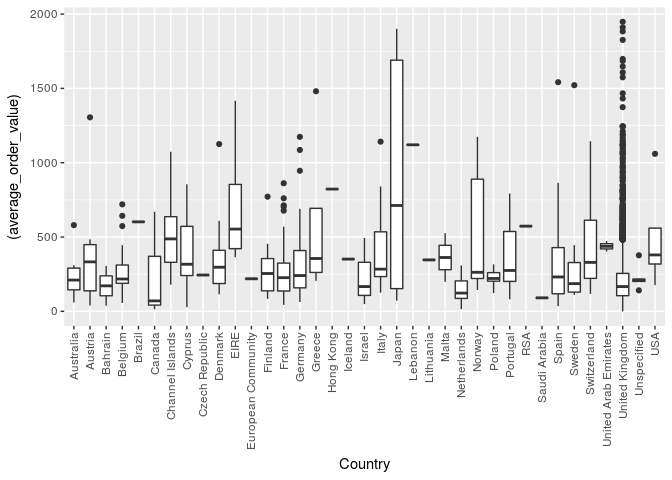 2000
1500
1000
500
0
(average_order_value)
Australia
Austria
Bahrain
Belgium
Brazil
Canada
Channel Islands
Cyprus
Czech Republic
Denmark
EIRE
European Community
Finland
France
Germany
Greece
Hong Kong
Iceland
Israel
Italy
Japan
Lebanon
Lithuania
Malta
Netherlands
Norway
Poland
Portugal
RSA
Saudi Arabia
Spain
Sweden
Switzerland
United Arab Emirates
United Kingdom
Unspecified
USA
Country